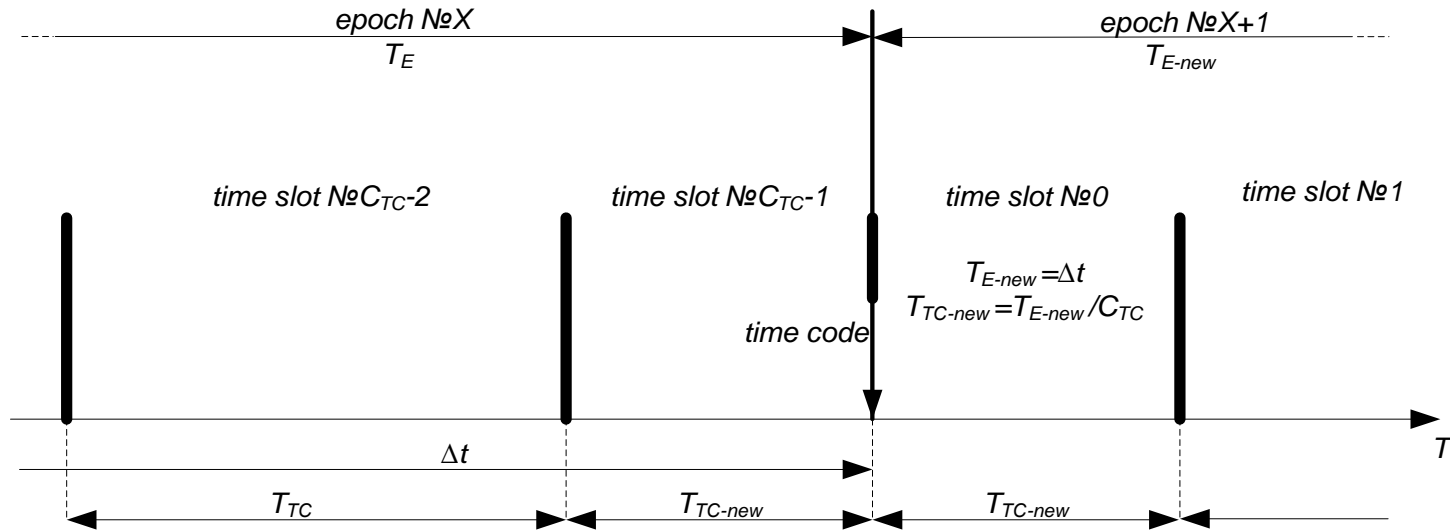 epoch №X
epoch №X+1
T_E
T_E-new
time slot №C_TC-2
time slot №C_TC-1
time slot №0
time slot №1
T_E-new=Δt
T_TC-new=T_E-new/C_TC
time code
T
Δt
T_TC
T_TC-new
T_TC-new